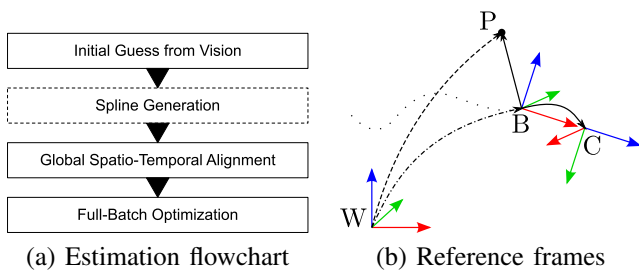 Initial Guess from Vision
Spline Generation
Global Spatio-Temporal Alignment
Full-Batch Optimization
(a) Estimation flowchart
P
B
C
W
(b) Reference frames